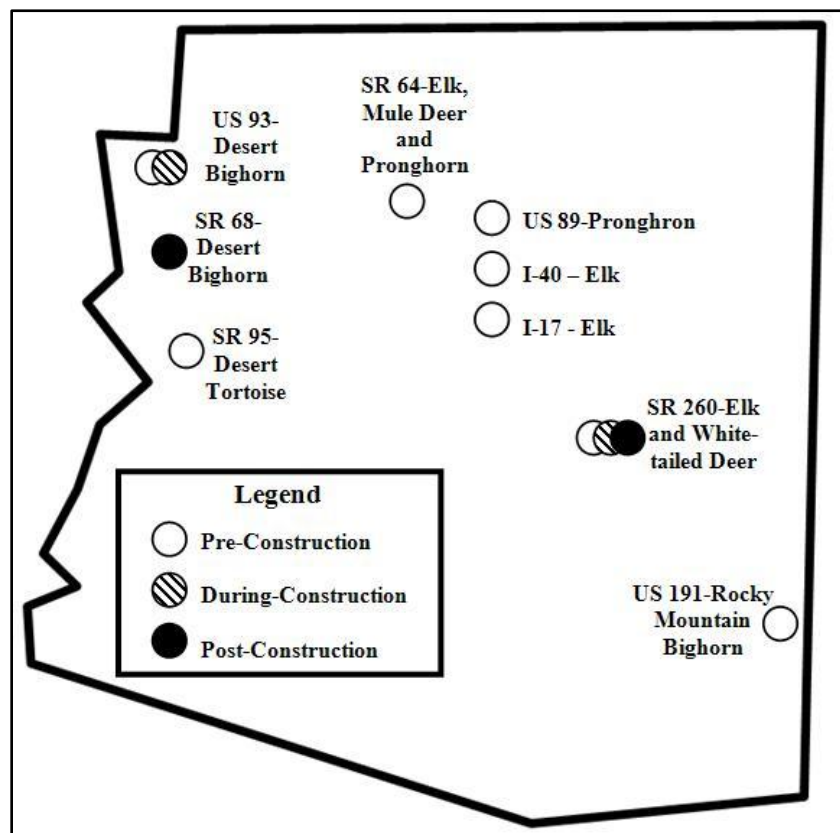 US 93-
Desert
Bighorn
SR 64-Elk,
Mule Deer
and
Pronghorn
SR 68-
Desert
Bighorn
US 89-Pronghron
I-40 – Elk
I-17 - Elk
SR 95-
Desert
Tortoise
SR 260-Elk
and White-
tailed Deer
Legend
Pre-Construction
During-Construction
Post-Construction
US 191-Rocky
Mountain
Bighorn